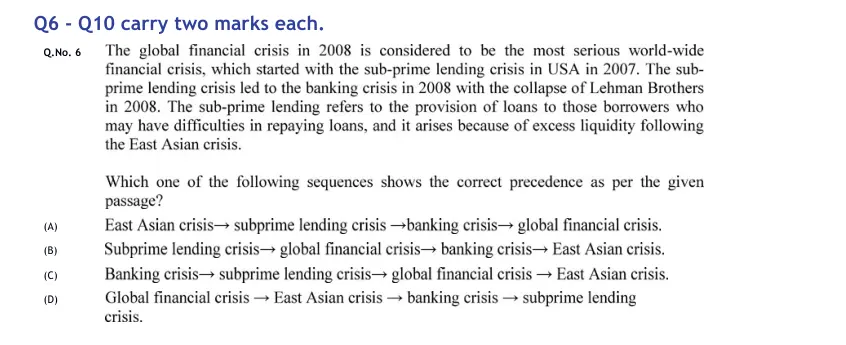 Q6 - Q10 carry two marks each.
Q.No. 6 The global financial crisis in 2008 is considered to be the most serious world-wide
financial crisis, which started with the sub-prime lending crisis in USA in 2007. The sub-
prime lending crisis led to the banking crisis in 2008 with the collapse of Lehman Brothers
in 2008. The sub-prime lending refers to the provision of loans to those borrowers who
may have difficulties in repaying loans, and it arises because of excess liquidity following
the East Asian crisis.
Which one of the following sequences shows the correct precedence as per the given
passage?
(A) East Asian crisis→ subprime lending crisis →banking crisis→ global financial crisis.
(B) Subprime lending crisis→ global financial crisis→ banking crisis→ East Asian crisis.
(C) Banking crisis→ subprime lending crisis→ global financial crisis → East Asian crisis.
(D) Global financial crisis → East Asian crisis → banking crisis → subprime lending
crisis.